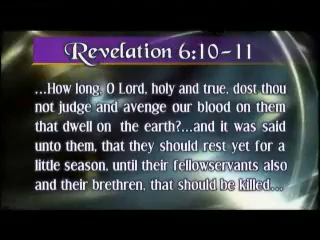 Revelation 6:10-11
...How long, O Lord, holy and true, dost thou
not judge and avenge our blood on them
that dwell on the earth?...and it was said
unto them, that they should rest yet for a
little season, until their fellowservants also
and their brethren, that should be killed...